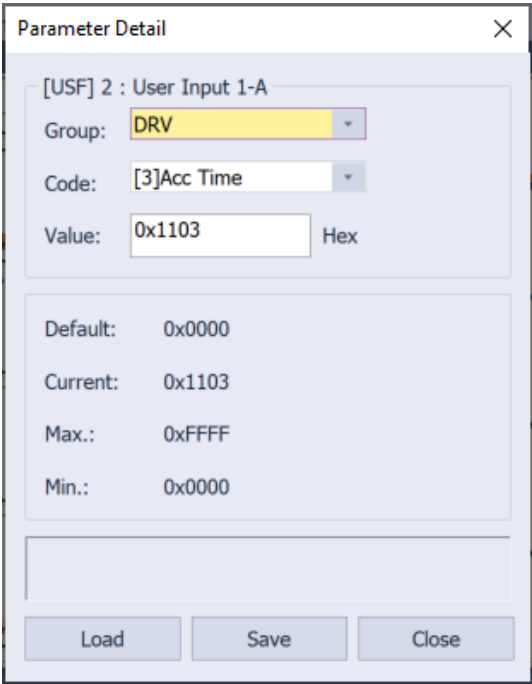 Parameter Detail
[USF] 2 : User Input 1-A
Group: DRV
Code: [3]Acc Time
Value: 0x1103 Hex
Default: 0x0000
Current: 0x1103
Max.: 0xFFFF
Min.: 0x0000
Load Save Close